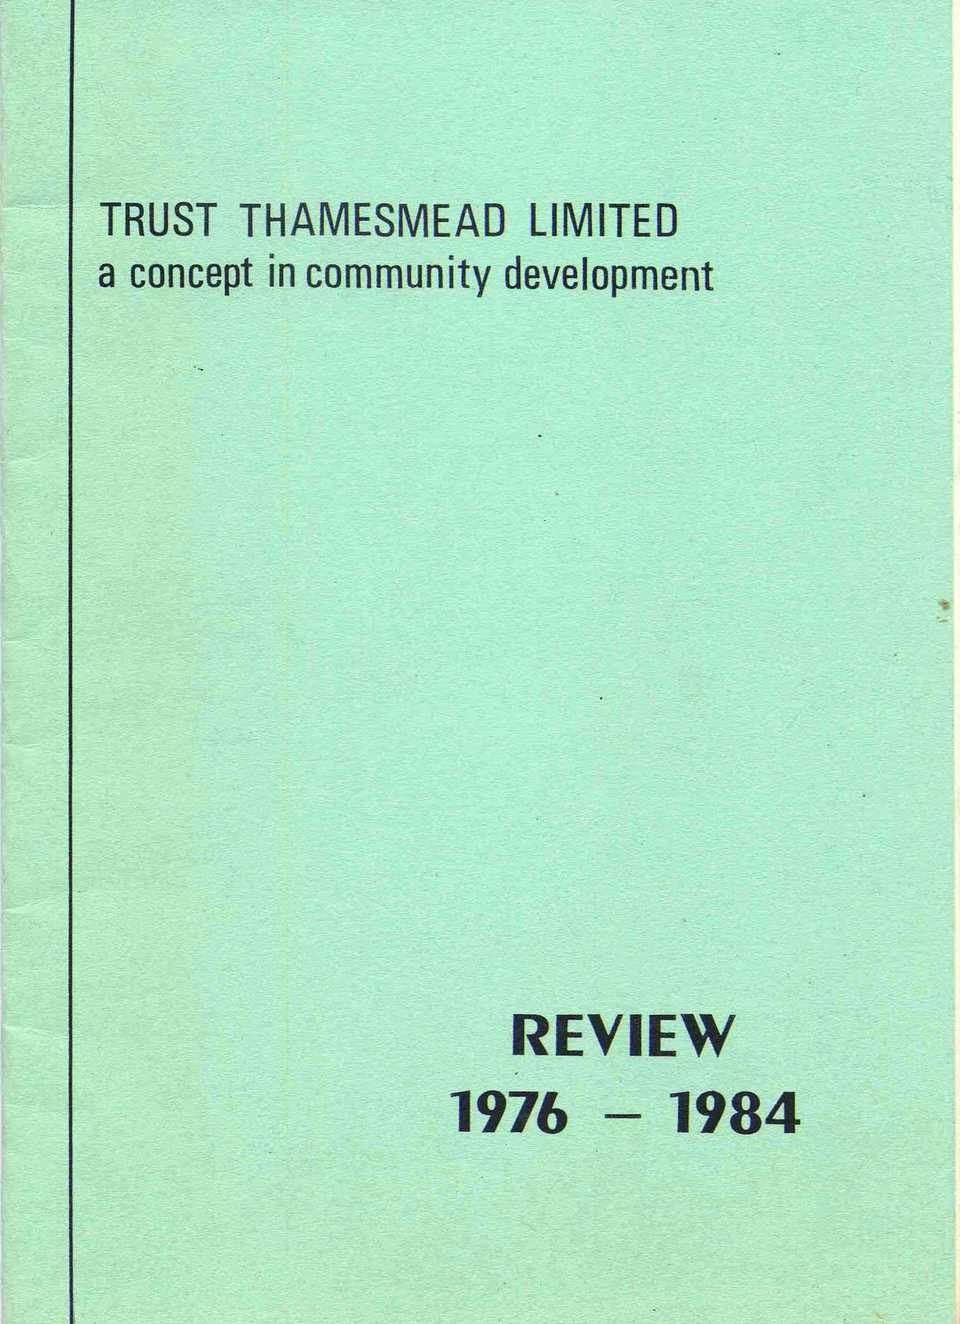 TRUST THAMESMEAD LIMITED
a concept in community development
REVIEW
1976 – 1984